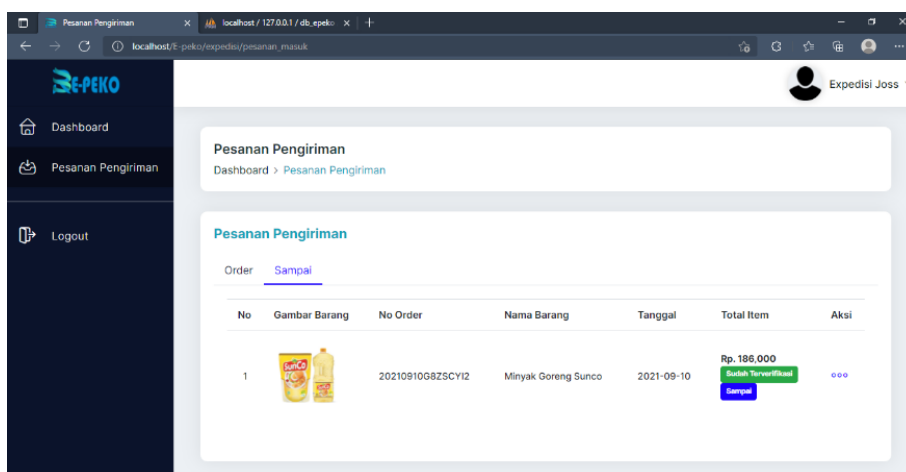 Pesanan Pengiriman
localhost / 127.0.0.1 / db_epeko
localhost/E-peko/expedisi/pesanan_masuk
E-PEKO
Expedisi Joss
Dashboard
Pesanan Pengiriman
Logout
Pesanan Pengiriman
Dashboard > Pesanan Pengiriman
Pesanan Pengiriman
Order Sampai
No Gambar Barang No Order Nama Barang Tanggal Total Item Aksi
1 SunCo 20210910G8ZSCYI2 Minyak Goreng Sunco 2021-09-10 Rp. 186,000
Sudah Terverifikasi
Sampai